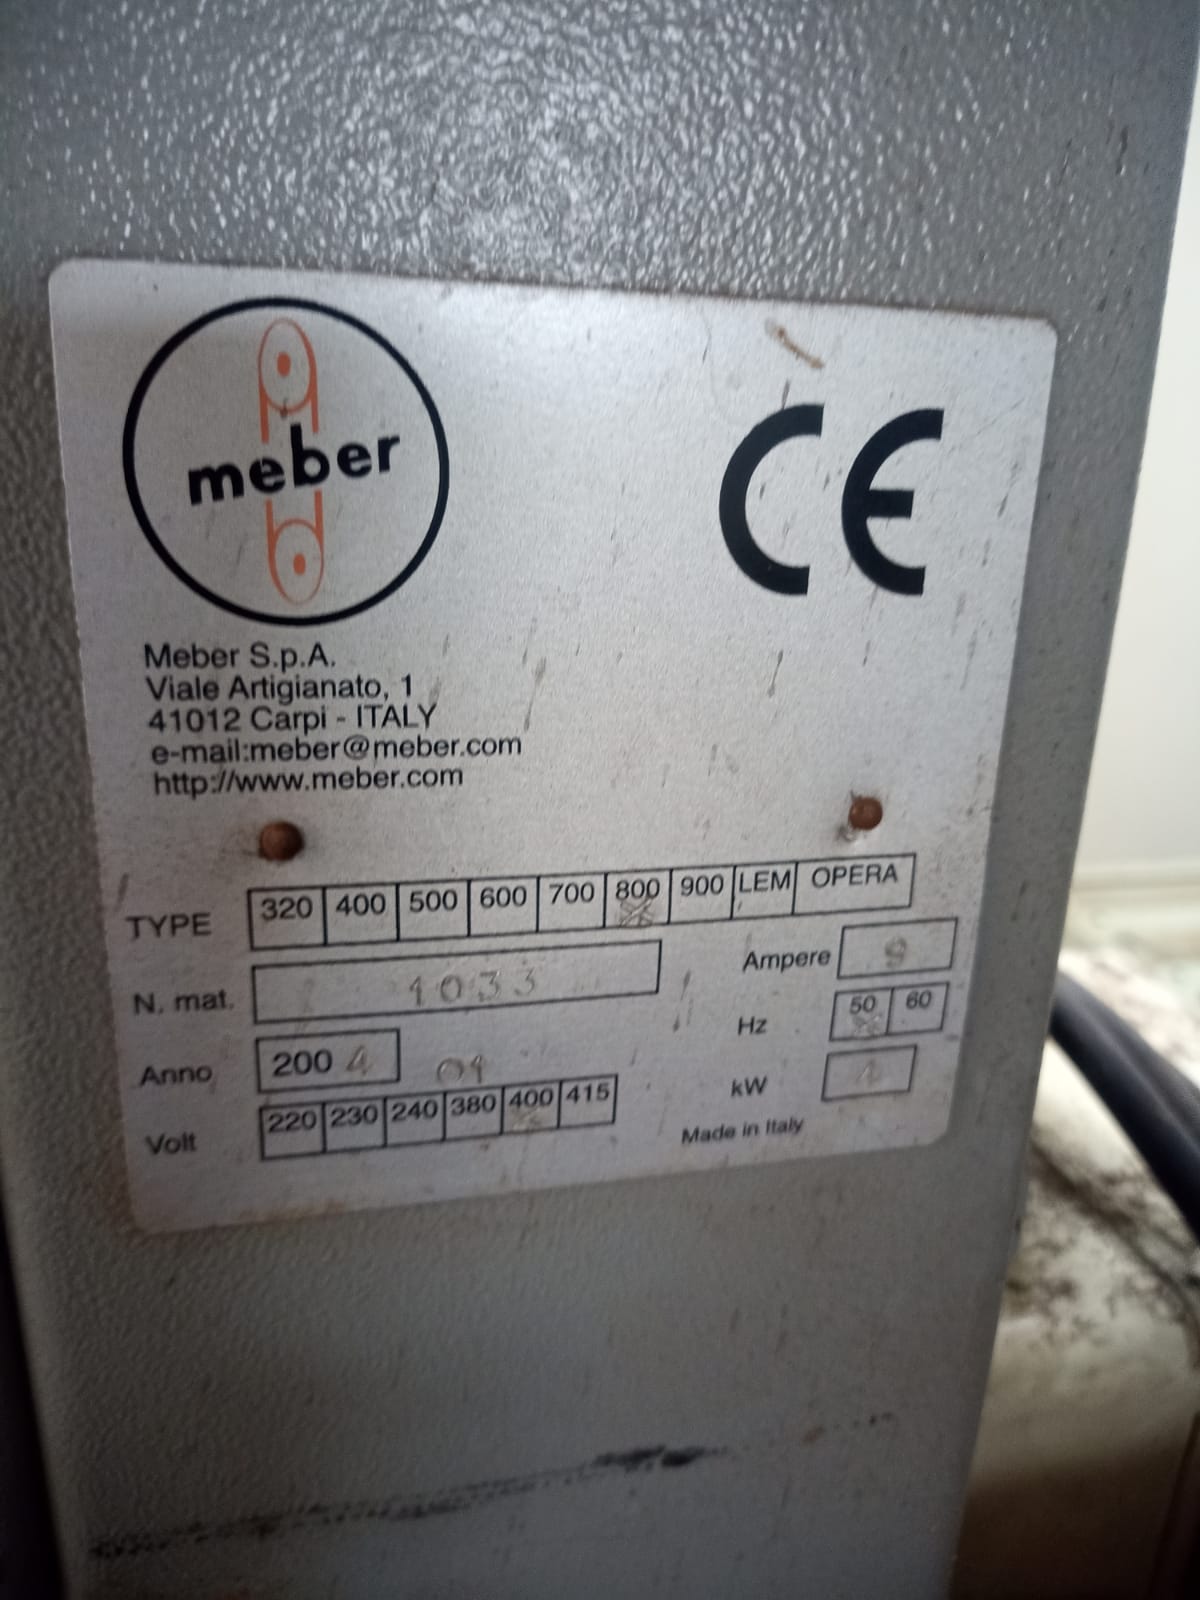 meber
CE
Meber S.p.A.
Viale Artigianato, 1
41012 Carpi - ITALY
e-mail:meber@meber.com
http://www.meber.com
TYPE 320 400 500 600 700 800 900 LEM OPERA
N. mat. 1033
Ampere 9
Hz 50 60
Anno 2004 01
kW
Volt 220 230 240 380 400 415
Made in Italy